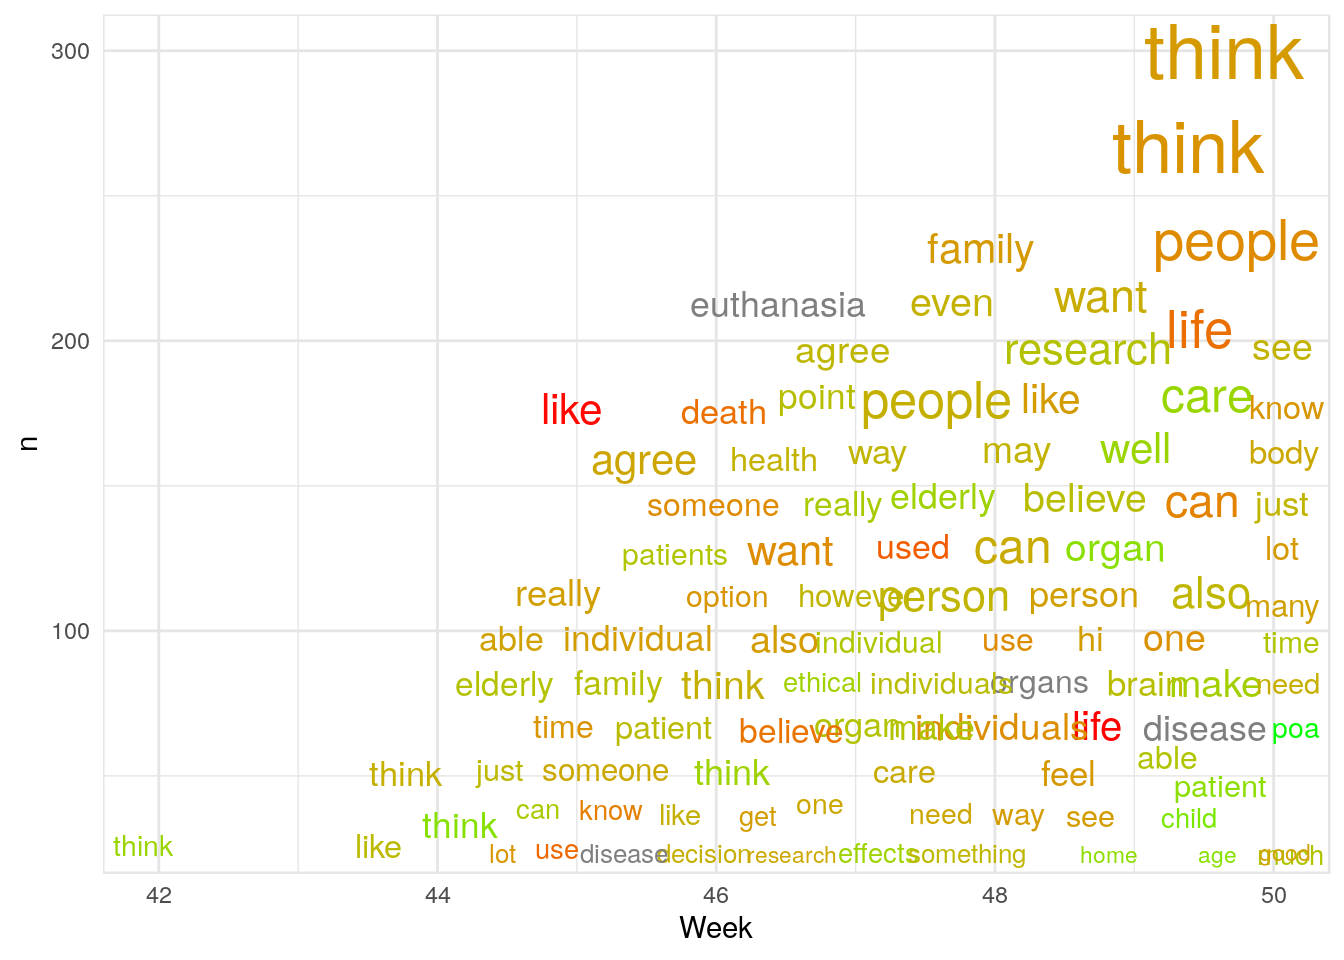 300
think
think
family
people
euthanasia even want
200
life
agree research see
like death point people like care know
agree health way may well body
someone really elderly believe can just
patients want used can organ lot
really option however person person also many
100
able individual also individual use hi one time
elderly family think ethical individuals organs brain make need
time patient believe organ make individuals life disease poa
able
think just someone think care feel
patient
think can know like get one need way see child
think like lot use disease decision research effects something home age good much
42 44 46 48 50
Week
n